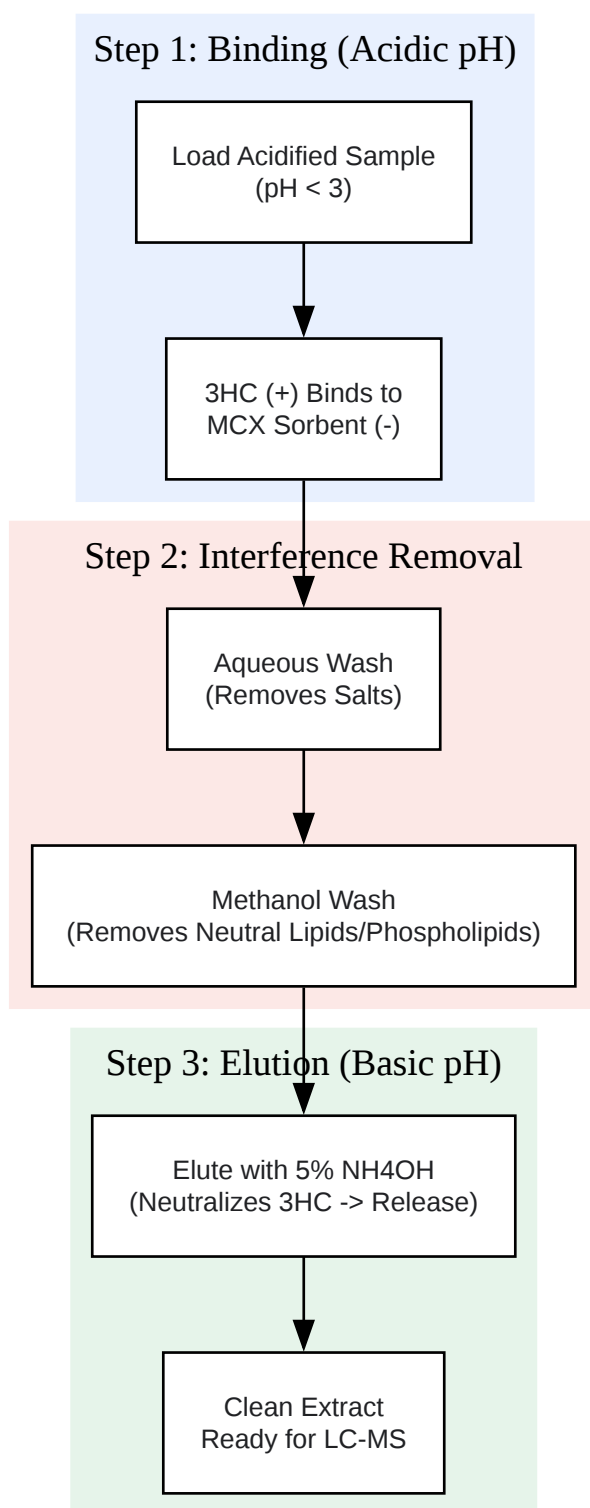 Step 1: Binding (Acidic pH)
Load Acidified Sample
(pH < 3)
3HC (+) Binds to
MCX Sorbent (-)
Step 2: Interference Removal
Aqueous Wash
(Removes Salts)
Methanol Wash
(Removes Neutral Lipids/Phospholipids)
Step 3: Elution (Basic pH)
Elute with 5% NH4OH
(Neutralizes 3HC -> Release)
Clean Extract
Ready for LC-MS